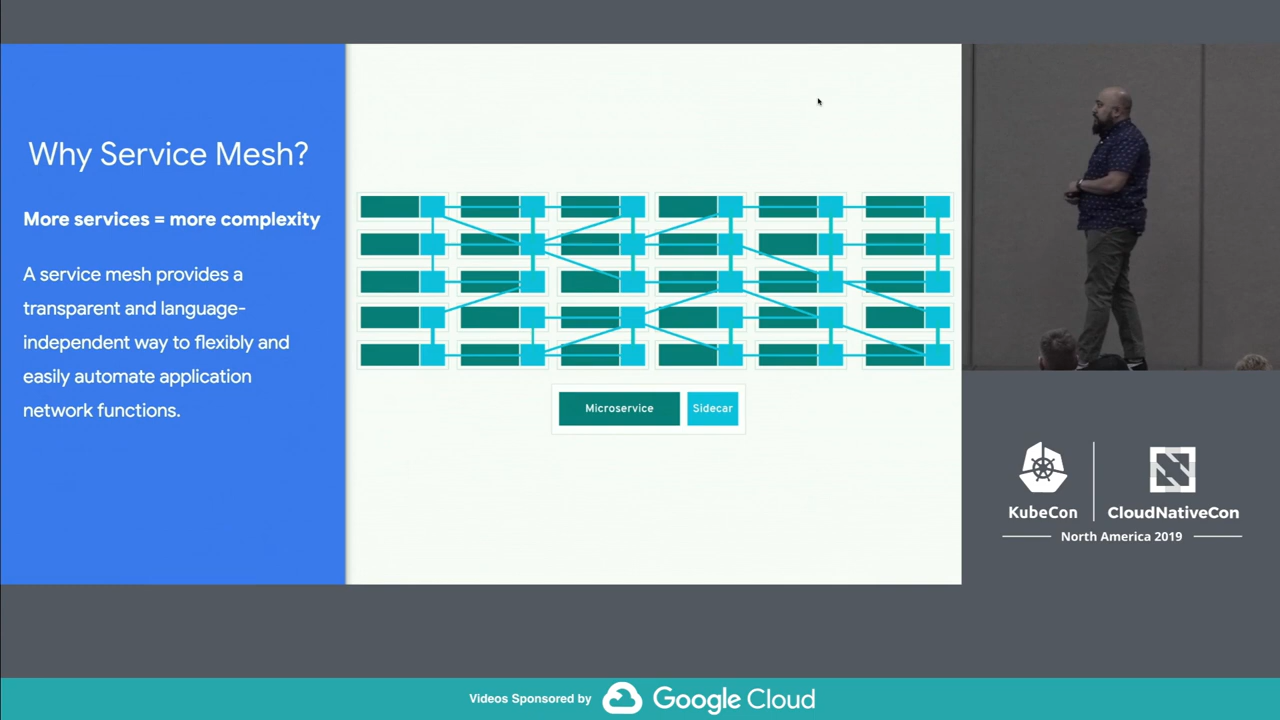 Why Service Mesh?
More services = more complexity
A service mesh provides a
transparent and language-
independent way to flexibly and
easily automate application
network functions.
Microservice
Sidecar
KubeCon
CloudNativeCon
North America 2019
Videos Sponsored by
Google Cloud